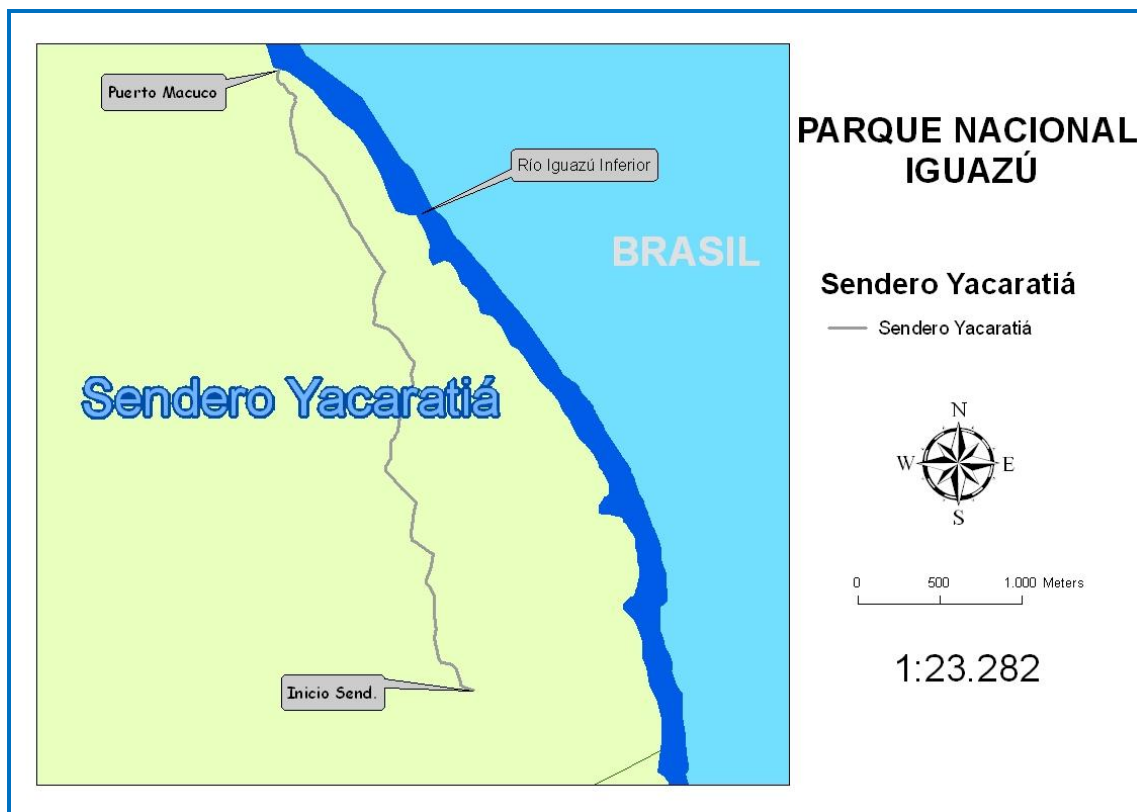 Puerto Macuco
Río Iguazú Inferior
BRASIL
Sendero Yacaratiá
Inicio Send.
PARQUE NACIONAL
IGUAZÚ
Sendero Yacaratiá
Sendero Yacaratiá
N
W E
S
0 500 1.000 Meters
1:23.282